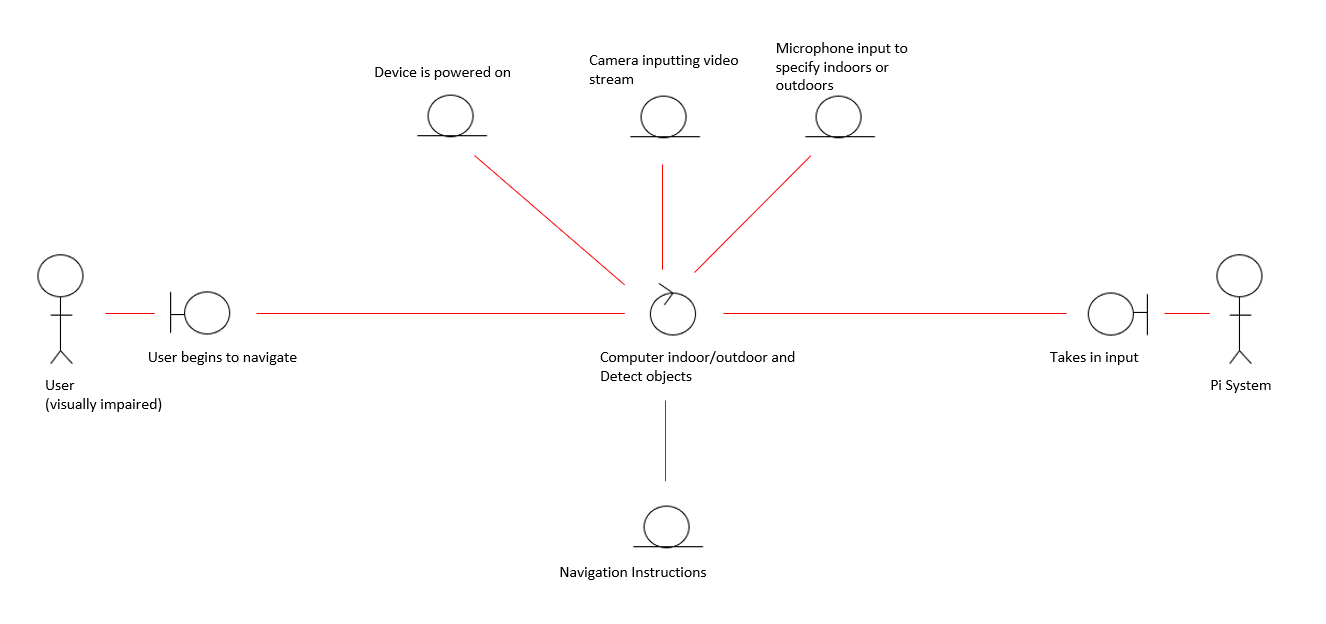 Device is powered on
Camera inputting video
stream
Microphone input to
specify indoors or
outdoors
User begins to navigate
User
(visually impaired)
Computer indoor/outdoor and
Detect objects
Takes in input
Pi System
Navigation Instructions